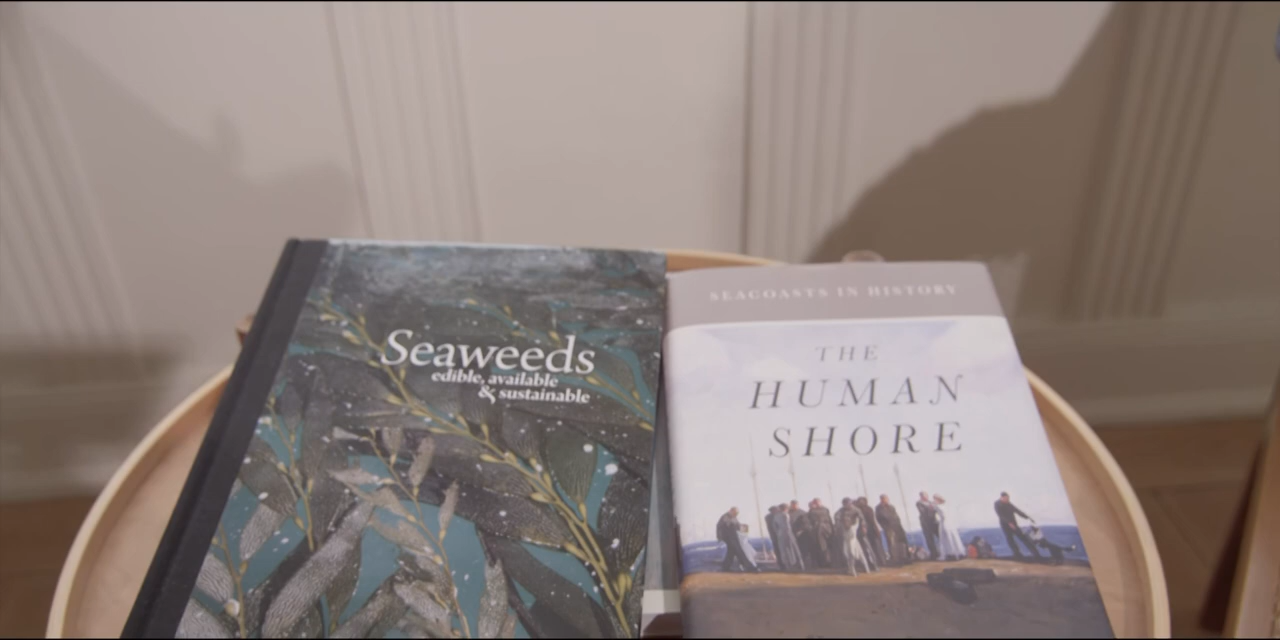 Seaweeds
edible, available
& sustainable
SEACOASTS IN HISTORY
THE
HUMAN
SHORE